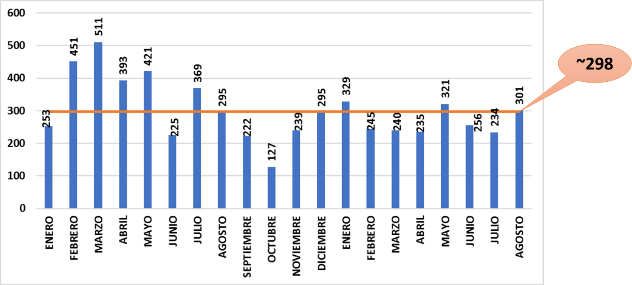 600
500
400
300
200
100
0
253
451
511
393
421
225
369
295
222
127
239
295
329
245
240
235
321
256
234
301
~298
ENERO
FEBRERO
MARZO
ABRIL
MAYO
JUNIO
JULIO
AGOSTO
SEPTIEMBRE
OCTUBRE
NOVIEMBRE
DICIEMBRE
ENERO
FEBRERO
MARZO
ABRIL
MAYO
JUNIO
JULIO
AGOSTO